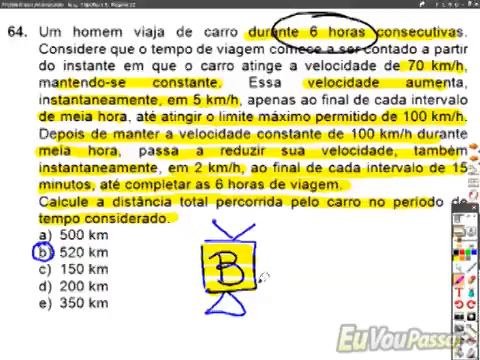 64. Um homem viaja de carro durante 6 horas consecutivas.
Considere que o tempo de viagem comece a ser contado a partir
do instante em que o carro atinge a velocidade de 70 km/h,
mantendo-se constante. Essa velocidade aumenta,
instantaneamente, em 5 km/h, apenas ao final de cada intervalo
de meia hora, até atingir o limite máximo permitido de 100 km/h.
Depois de manter a velocidade constante de 100 km/h durante
meia hora, passa a reduzir sua velocidade, também
instantaneamente, em 2 km/h, ao final de cada intervalo de 15
minutos, até completar as 6 horas de viagem.
Calcule a distância total percorrida pelo carro no período de
tempo considerado.
a) 500 km
b) 520 km
c) 150 km
d) 200 km
e) 350 km
B
EuVouPassar